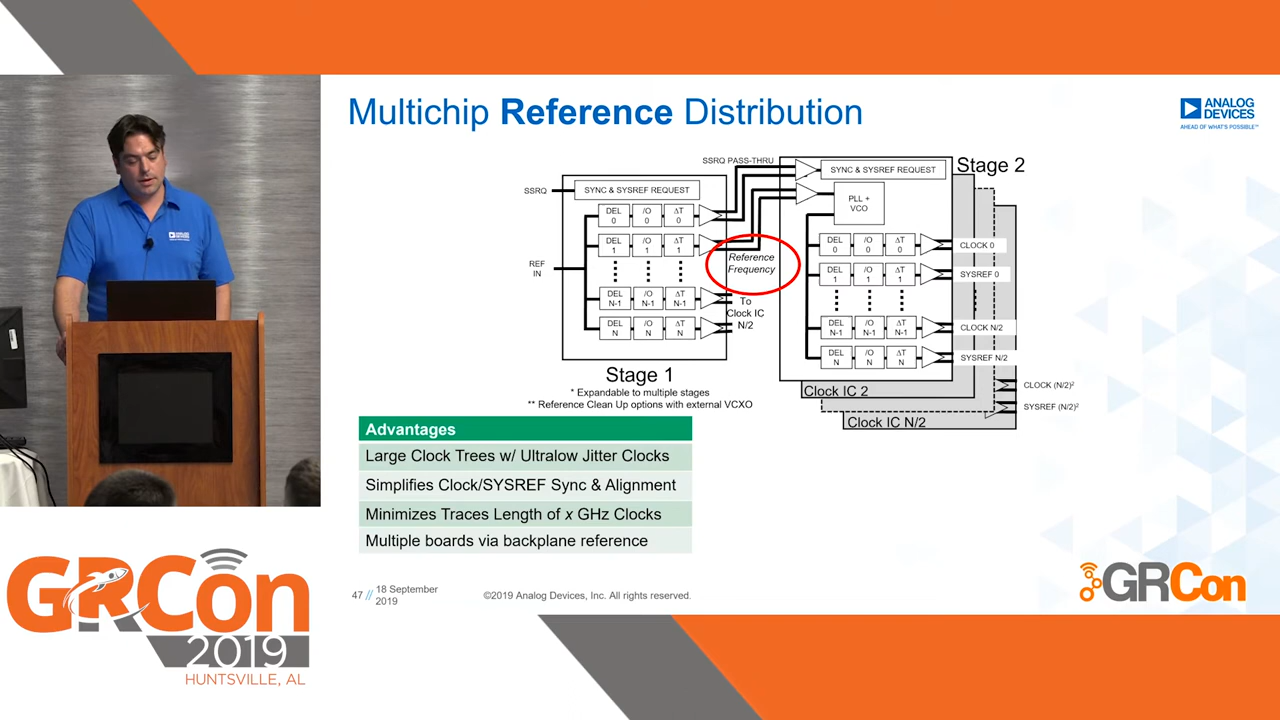 Multichip Reference Distribution
ANALOG
DEVICES
AHEAD OF WHAT'S POSSIBLE™
SSRQ PASS-THRU
Stage 2
SSRQ
SYNC & SYSREF REQUEST
SYNC & SYSREF REQUEST
PLL +
VCO
DEL
0
/O
0
ΔT
0
DEL
1
/O
1
ΔT
1
REF
IN
Reference
Frequency
DEL
N-1
/O
N-1
ΔT
N-1
DEL
N
/O
N
ΔT
N
To
Clock IC
N/2
DEL
0
/O
0
ΔT
0
CLOCK 0
DEL
1
/O
1
ΔT
1
SYSREF 0
DEL
N-1
/O
N-1
ΔT
N-1
CLOCK N/2
DEL
N
/O
N
ΔT
N
SYSREF N/2
Stage 1
* Expandable to multiple stages
** Reference Clean Up options with external VCXO
Clock IC 2
CLOCK (N/2)²
SYSREF (N/2)²
Clock IC N/2
Advantages
Large Clock Trees w/ Ultralow Jitter Clocks
Simplifies Clock/SYSREF Sync & Alignment
Minimizes Traces Length of x GHz Clocks
Multiple boards via backplane reference
47 // 18 September
2019
©2019 Analog Devices, Inc. All rights reserved.
GRCon
GRCon
2019
HUNTSVILLE, AL